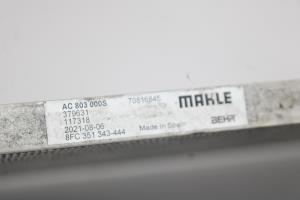 AC 803 000S 70816845
379631
117318
2021-08-06 Made in Spain
8FC 351 343-444
MAHLE
BEHR